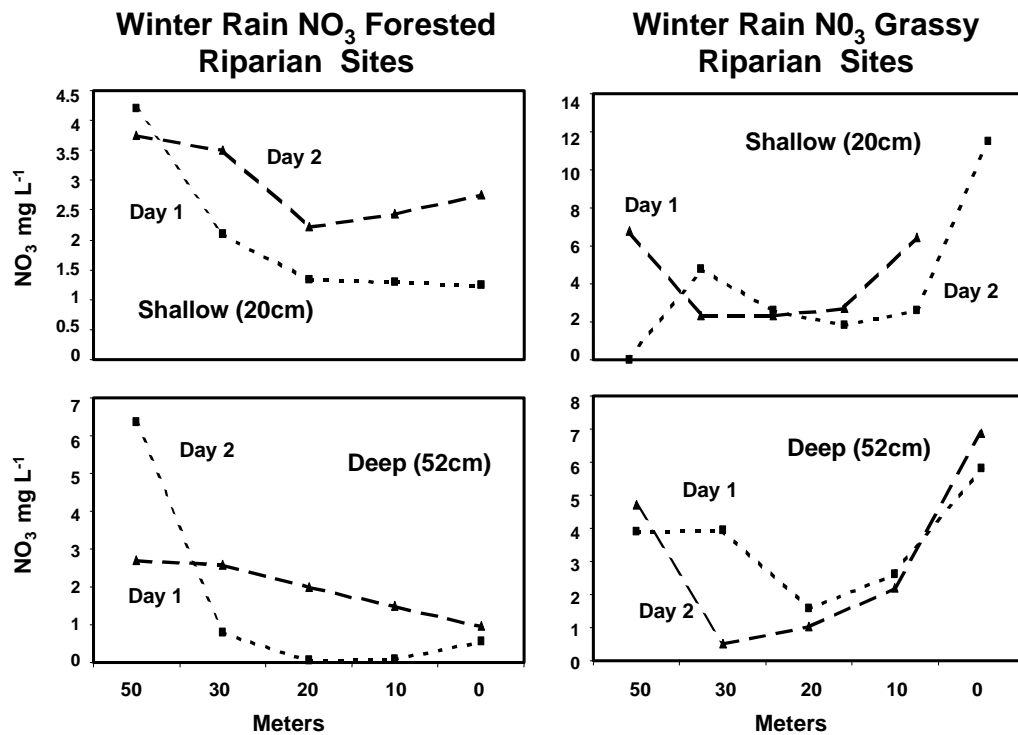 Winter Rain NO₃ Forested
Riparian Sites
NO₃ mg L⁻¹
4.5
4
3.5
3
2.5
2
1.5
1
0.5
0
Day 2
Day 1
Shallow (20cm)
Winter Rain N0₃ Grassy
Riparian Sites
14
12
10
8
6
4
2
0
Shallow (20cm)
Day 1
Day 2
NO₃ mg L⁻¹
7
6
5
4
3
2
1
0
Day 2
Deep (52cm)
Day 1
50 30 20 10 0
Meters
8
7
6
5
4
3
2
1
0
Deep (52cm)
Day 1
Day 2
50 30 20 10 0
Meters